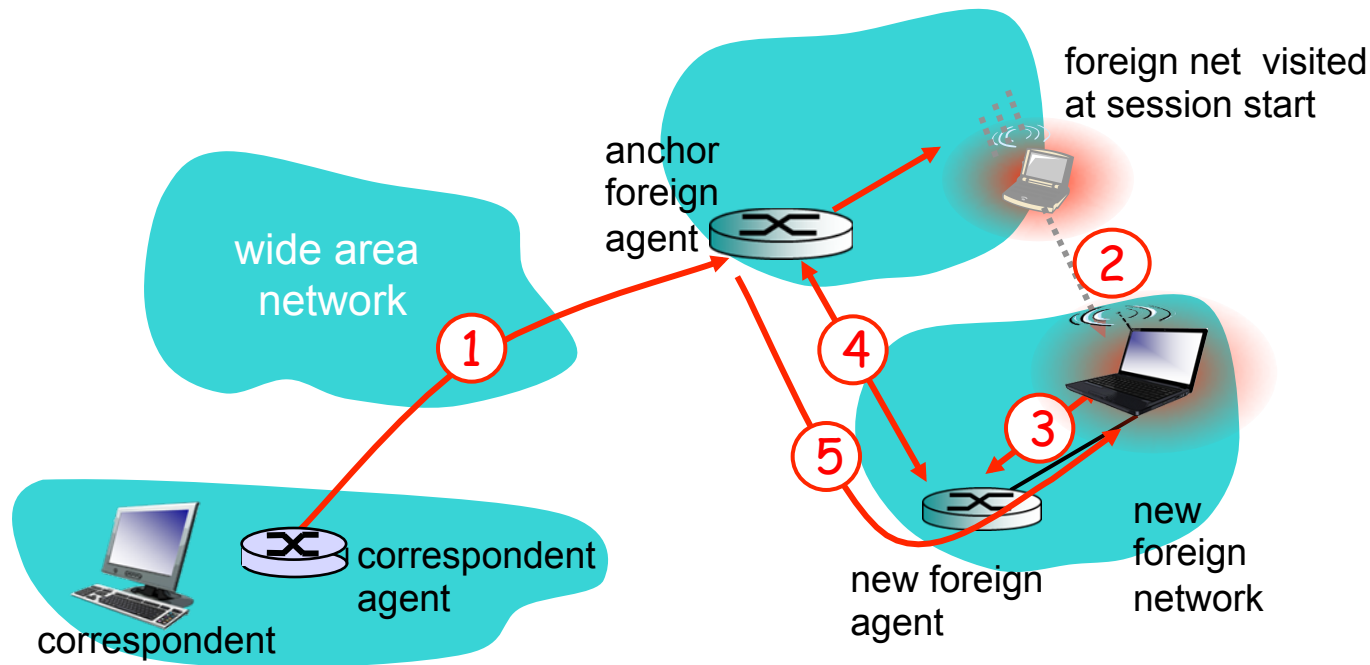 foreign net visited
at session start
anchor
foreign
agent
wide area
network
2
1
4
3
5
new
foreign
network
new foreign
agent
correspondent
agent
correspondent